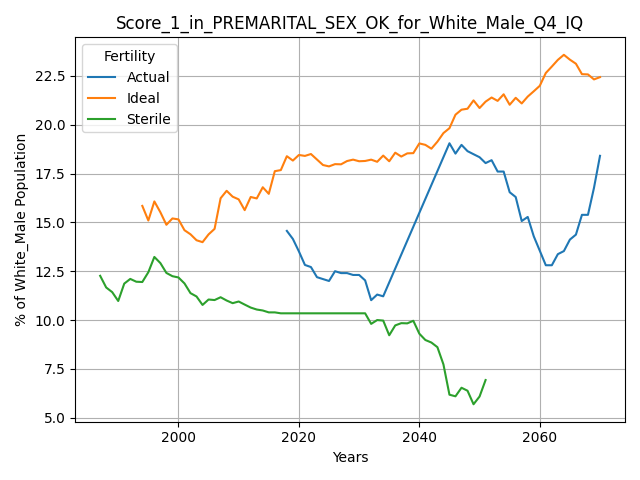 Score_1_in_PREMARITAL_SEX_OK_for_White_Male_Q4_IQ
Fertility
Actual
Ideal
Sterile
% of White_Male Population
22.5
20.0
17.5
15.0
12.5
10.0
7.5
5.0
2000
2020
2040
2060
Years